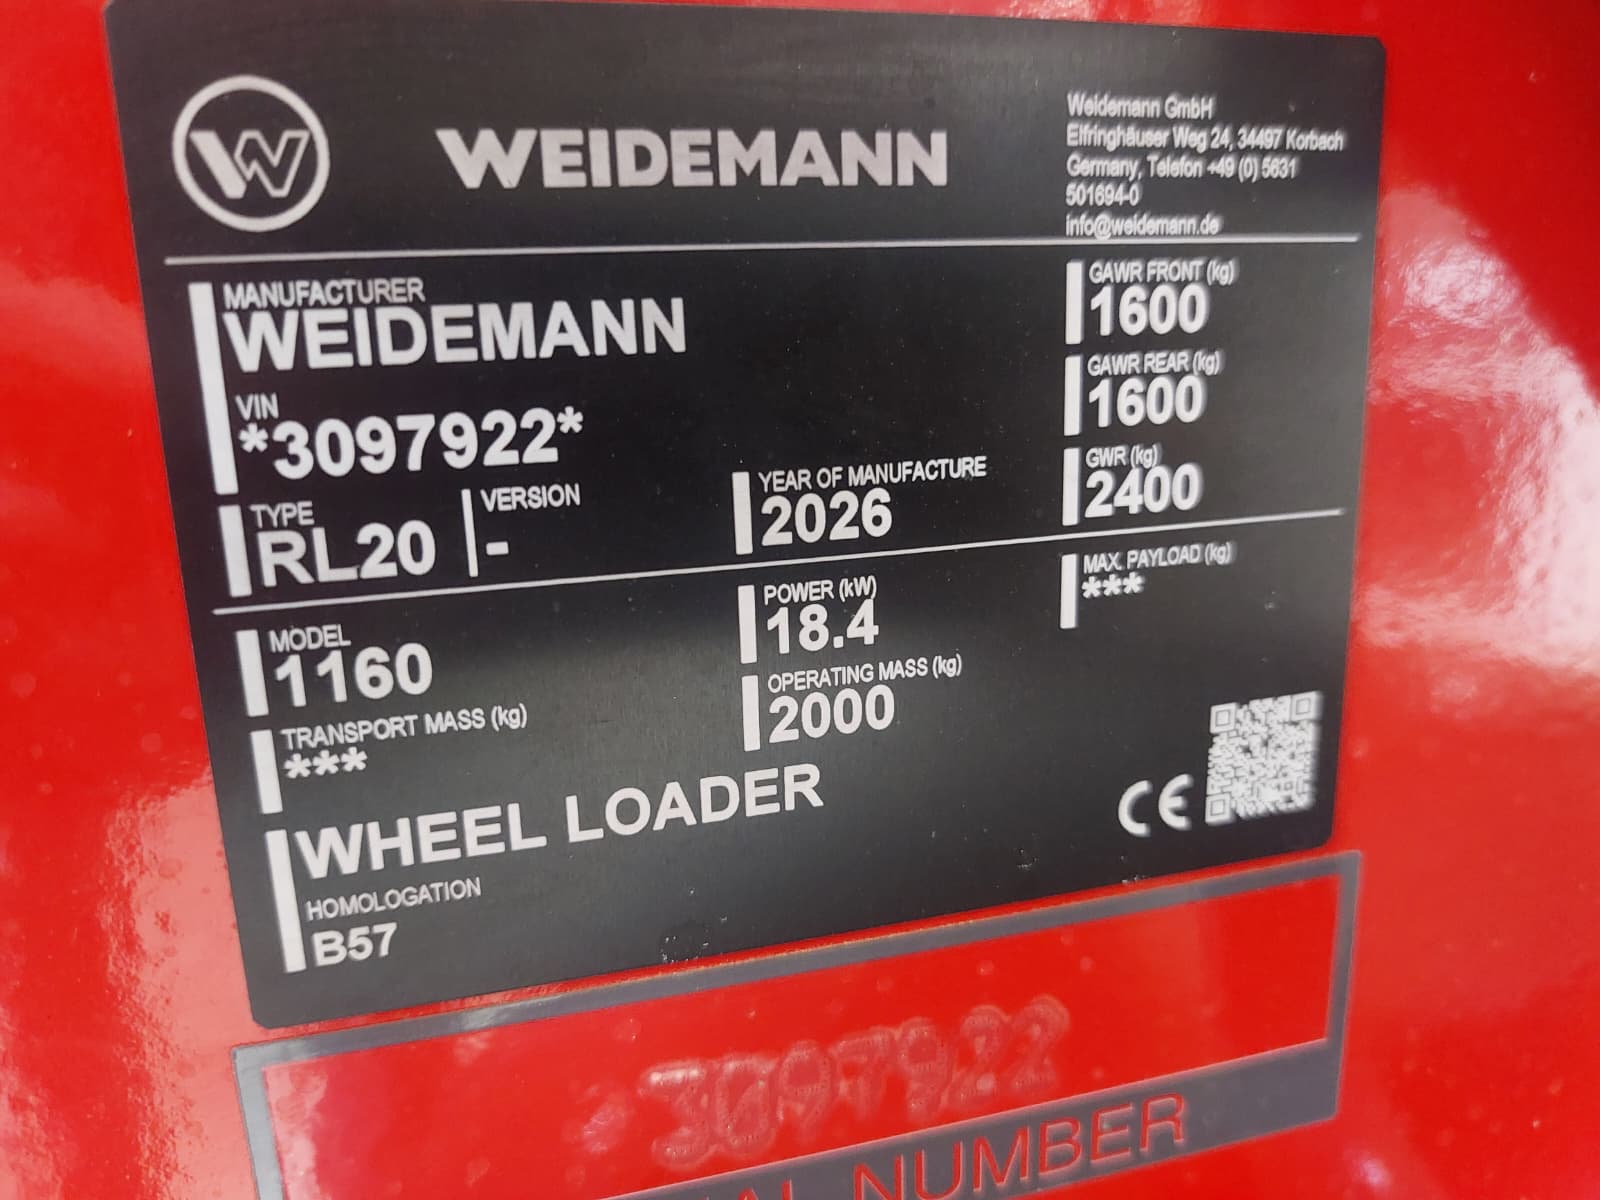 WEIDEMANN
Weidemann GmbH
Elfringhäuser Weg 24, 34497 Korbach
Germany, Telefon +49 (0) 5631
501694-0
info@weidemann.de
MANUFACTURER
WEIDEMANN
VIN
*3097922*
TYPE
RL20
VERSION
-
YEAR OF MANUFACTURE
2026
GAWR FRONT (kg)
1600
GAWR REAR (kg)
1600
GWR (kg)
2400
MODEL
1160
TRANSPORT MASS (kg)
***
POWER (kW)
18.4
OPERATING MASS (kg)
2000
MAX. PAYLOAD (kg)
***
WHEEL LOADER
HOMOLOGATION
B57
CE
3097922
NUMBER